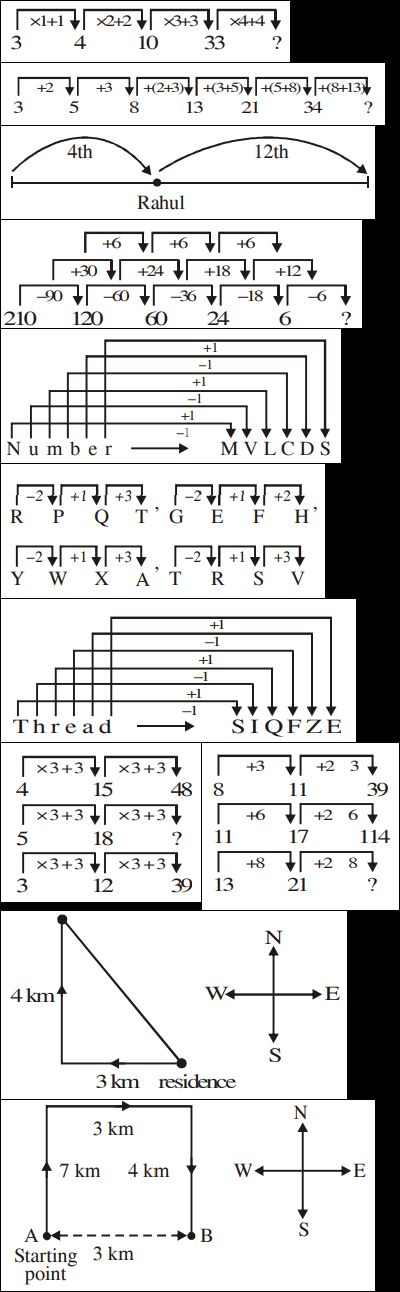 ×1+1 ×2+2 ×3+3 ×4+4
3 4 10 33 ?
+2 +3 +(2+3) +(3+5) +(5+8) +(8+13)
3 5 8 13 21 34 ?
4th 12th
Rahul
+6 +6 +6
+30 +24 +18 +12
−90 −60 −36 −18 −6
210 120 60 24 6 ?
+1
−1
+1
−1
+1
−1
N u m b e r M V L C D S
−2 +1 +3 , −2 +1 +2
R P Q T G E F H ,
−2 +1 +3 , −2 +1 +3
Y W X A T R S V
+1
−1
+1
−1
+1
−1
T h r e a d S I Q F Z E
×3+3 ×3+3
4 15 48
×3+3 ×3+3
5 18 ?
×3+3 ×3+3
3 12 39
+3 +2 3
8 11 39
+6 +2 6
11 17 114
+8 +2 8
13 21 ?
4 km
3 km residence
N
W E
S
3 km
7 km 4 km
A B
Starting
point
3 km
N
W E
S